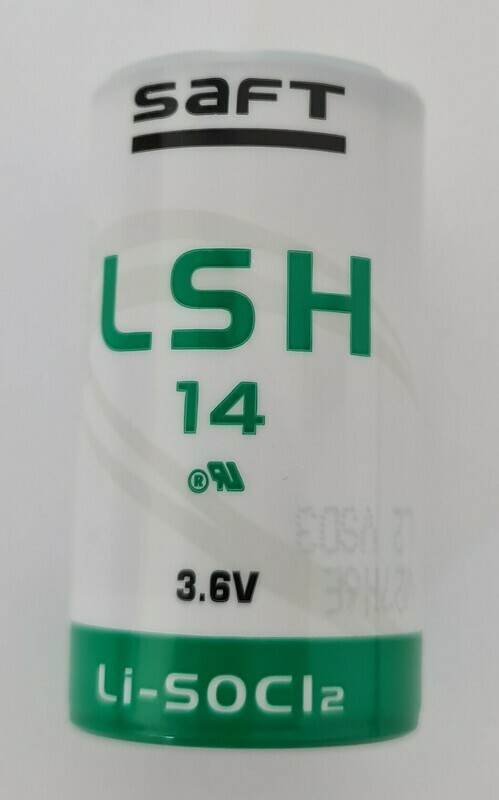 SAFT
LSH
14
3.6V
Li-SOCl2